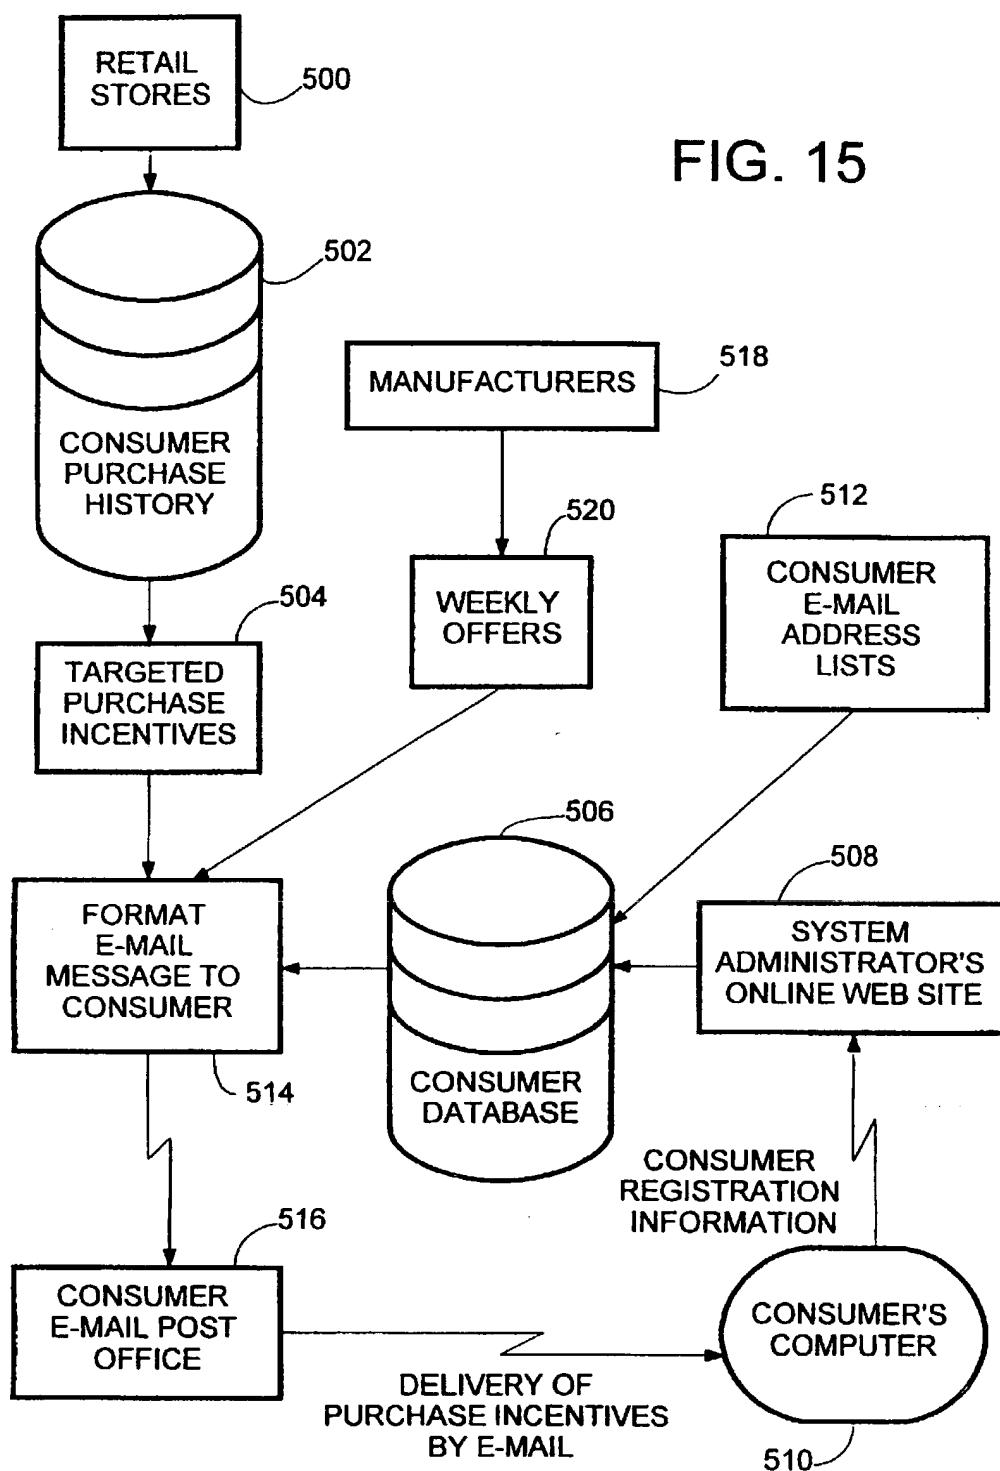 RETAIL
STORES
500
FIG. 15
502
CONSUMER
PURCHASE
HISTORY
MANUFACTURERS
518
504
520
512
TARGETED
PURCHASE
INCENTIVES
WEEKLY
OFFERS
CONSUMER
E-MAIL
ADDRESS
LISTS
506
508
FORMAT
E-MAIL
MESSAGE TO
CONSUMER
514
CONSUMER
DATABASE
SYSTEM
ADMINISTRATOR'S
ONLINE WEB SITE
CONSUMER
REGISTRATION
INFORMATION
516
CONSUMER
E-MAIL POST
OFFICE
DELIVERY OF
PURCHASE INCENTIVES
BY E-MAIL
CONSUMER'S
COMPUTER
510